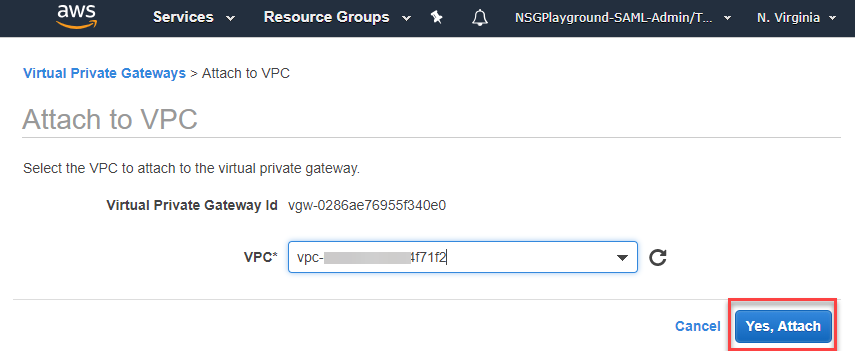 aws Services Resource Groups NSGPlayground-SAML-Admin/T... N. Virginia
Virtual Private Gateways > Attach to VPC
Attach to VPC
Select the VPC to attach to the virtual private gateway.
Virtual Private Gateway Id vgw-0286ae76955f340e0
VPC* vpc- 4f71f2
Cancel Yes, Attach